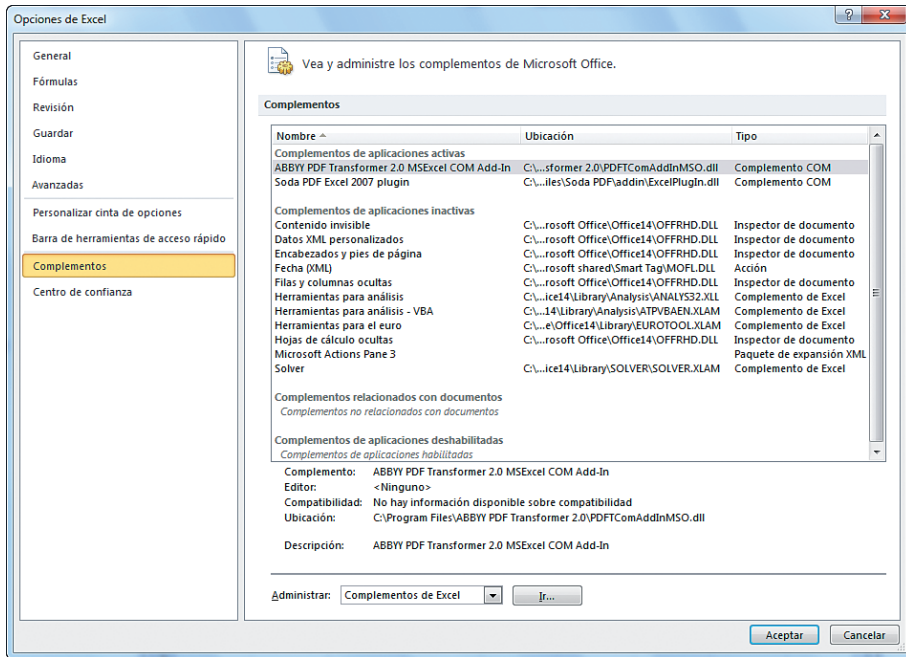 Opciones de Excel
General
Fórmulas
Revisión
Guardar
Idioma
Avanzadas
Personalizar cinta de opciones
Barra de herramientas de acceso rápido
Complementos
Centro de confianza
Vea y administre los complementos de Microsoft Office.
Complementos
Nombre Ubicación Tipo
Complementos de aplicaciones activas
ABBYY PDF Transformer 2.0 MSExcel COM Add-In C:\...sformer 2.0\PDFTComAddInMSO.dll Complemento COM
Soda PDF Excel 2007 plugin C:\...iles\Soda PDF\addin\ExcelPlugIn.dll Complemento COM
Complementos de aplicaciones inactivas
Contenido invisible C:\...rosoft Office\Office14\OFFRHD.DLL Inspector de documento
Datos XML personalizados C:\...rosoft Office\Office14\OFFRHD.DLL Inspector de documento
Encabezados y pies de página C:\...rosoft Office\Office14\OFFRHD.DLL Inspector de documento
Fecha (XML) C:\...rosoft shared\Smart Tag\MOFL.DLL Acción
Filas y columnas ocultas C:\...rosoft Office\Office14\OFFRHD.DLL Inspector de documento
Herramientas para análisis C:\...ice14\Library\Analysis\ANALYS32.XLL Complemento de Excel
Herramientas para análisis - VBA C:\...14\Library\Analysis\ATPVBAEN.XLAM Complemento de Excel
Herramientas para el euro C:\...e\Office14\Library\EUROTOOL.XLAM Complemento de Excel
Hojas de cálculo ocultas C:\...rosoft Office\Office14\OFFRHD.DLL Inspector de documento
Microsoft Actions Pane 3 Paquete de expansión XML
Solver C:\...ice14\Library\SOLVER\SOLVER.XLAM Complemento de Excel
Complementos relacionados con documentos
Complementos no relacionados con documentos
Complementos de aplicaciones deshabilitadas
Complementos de aplicaciones habilitadas
Complemento: ABBYY PDF Transformer 2.0 MSExcel COM Add-In
Editor: <Ninguno>
Compatibilidad: No hay información disponible sobre compatibilidad
Ubicación: C:\Program Files\ABBYY PDF Transformer 2.0\PDFTComAddInMSO.dll
Descripción: ABBYY PDF Transformer 2.0 MSExcel COM Add-In
Administrar: Complementos de Excel Ir...
Aceptar Cancelar